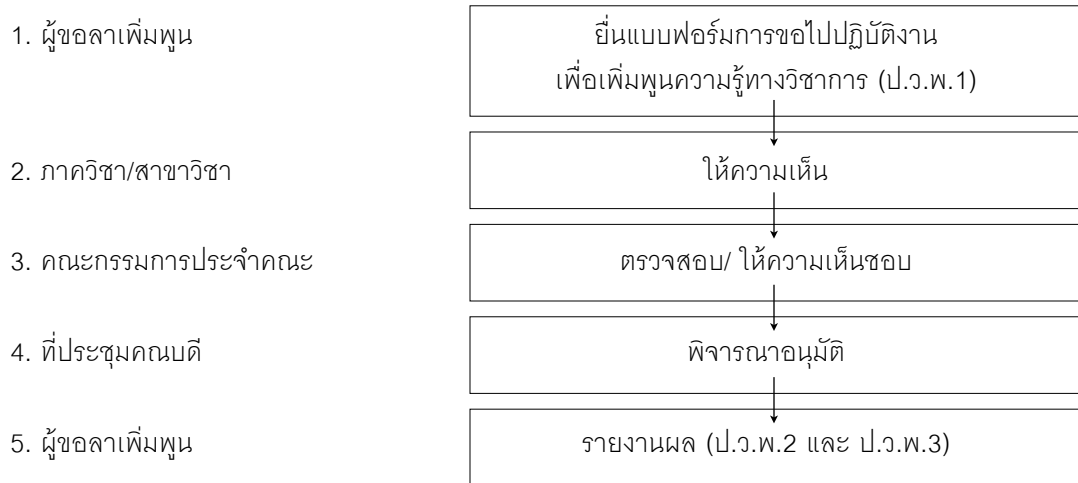 1. ผู้ขอลาเพิ่มพูน
ยื่นแบบฟอร์มการขอไปปฏิบัติงาน
เพื่อเพิ่มพูนความรู้ทางวิชาการ (ป.ว.พ.1)
2. ภาควิชา/สาขาวิชา
ให้ความเห็น
3. คณะกรรมการประจำคณะ
ตรวจสอบ/ ให้ความเห็นชอบ
4. ที่ประชุมคณบดี
พิจารณาอนุมัติ
5. ผู้ขอลาเพิ่มพูน
รายงานผล (ป.ว.พ.2 และ ป.ว.พ.3)